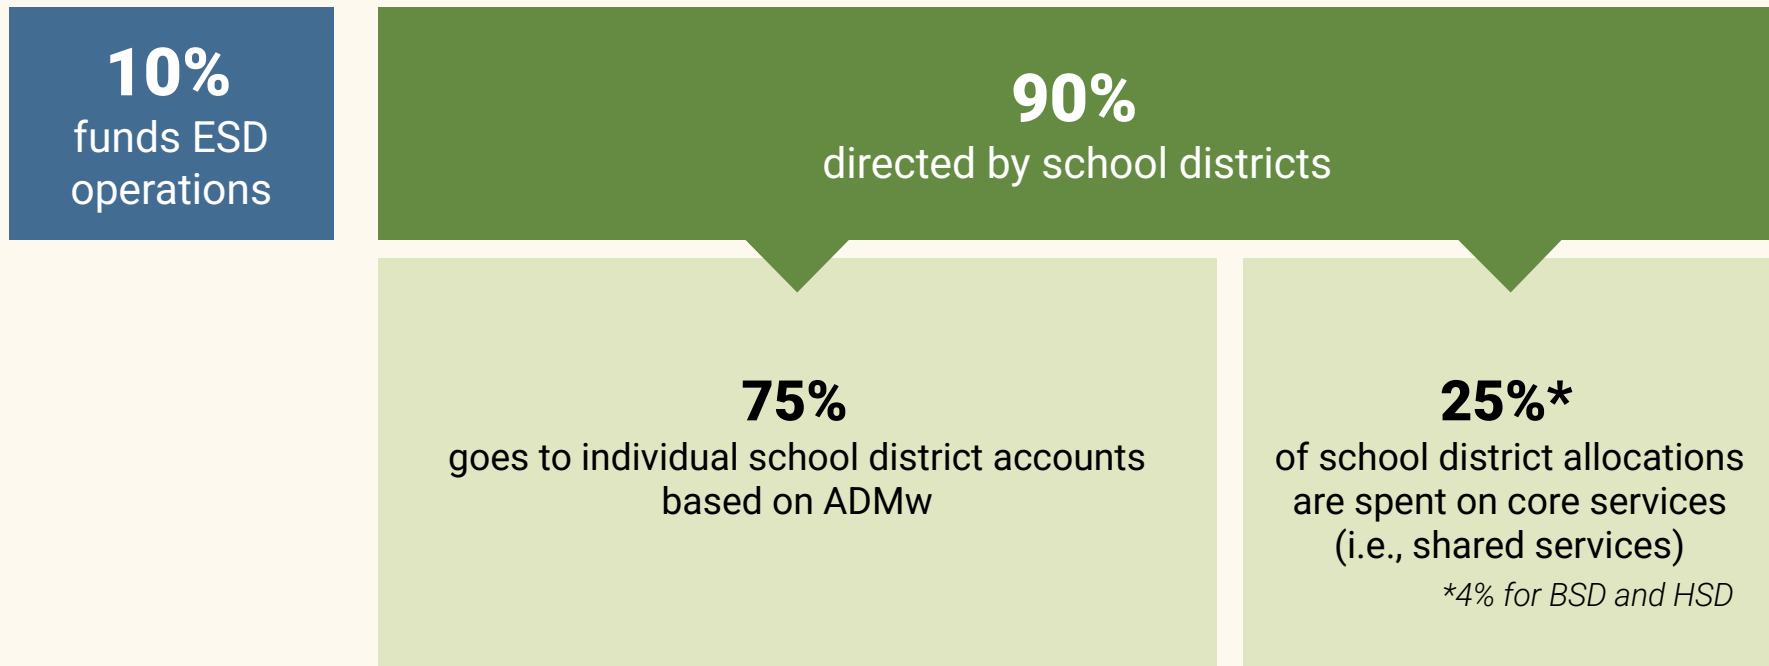 10%
funds ESD
operations
90%
directed by school districts
75%
goes to individual school district accounts
based on ADMw
25%*
of school district allocations
are spent on core services
(i.e., shared services)
*4% for BSD and HSD